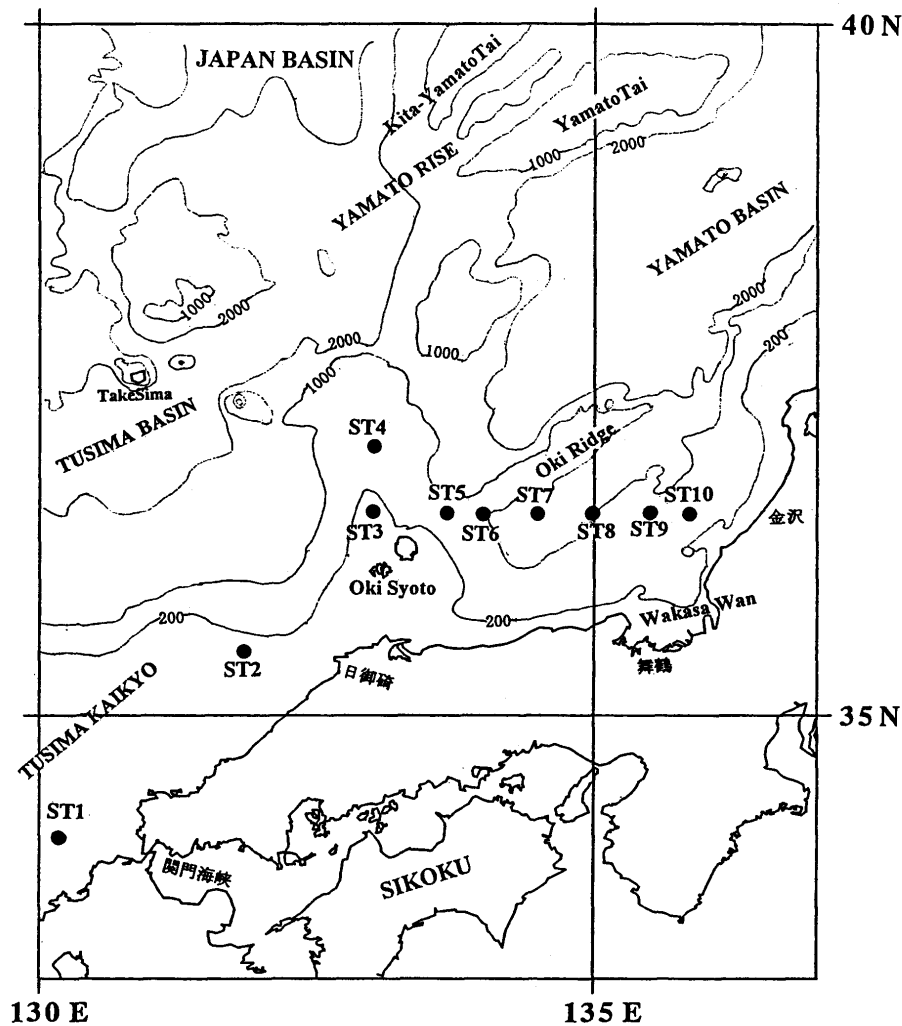 40 N
JAPAN BASIN
Kita-YamatoTai
YamatoTai
1000
2000
YAMATO RISE
YAMATO BASIN
1000
2000
2000
2000
200
1000
1000
TakeSima
TUSIMA BASIN
ST4
Oki Ridge
ST5
ST7
ST10
ST3
ST6
ST8
ST9
金沢
Oki Syoto
200
200
Wakasa Wan
ST2
日御碕
舞鶴
TUSIMA KAIKYO
35 N
ST1
関門海峡
SIKOKU
130 E
135 E